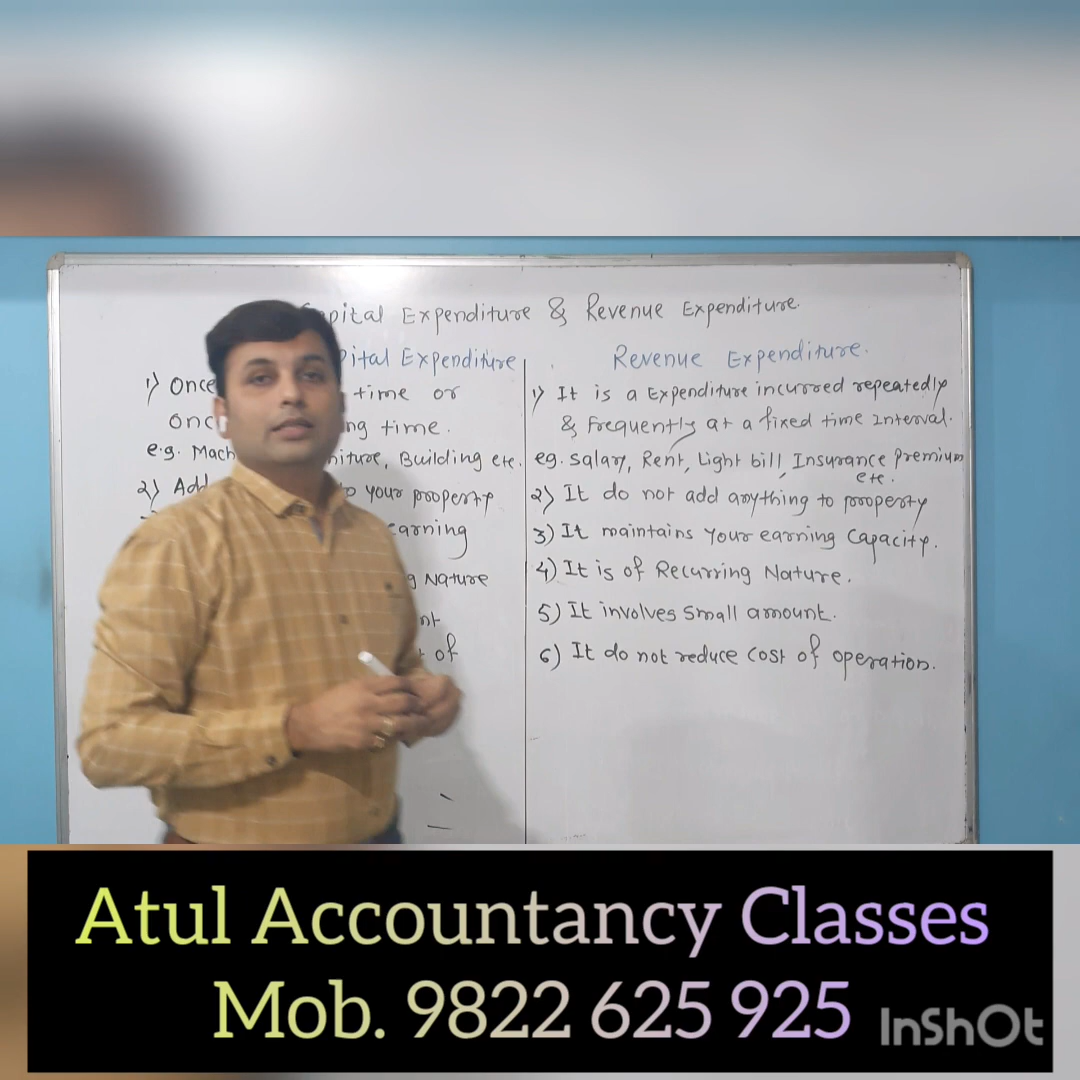 pital Expenditure & Revenue Expenditure.
pital Expenditure
1) Once time or
onc ng time.
e.g. Mach niture, Building etc.
2) Add o your property
earning
g Nature
nt
t of
Revenue Expenditure.
1) It is a Expenditure incurred repeatedly
& Frequently at a fixed time Interval.
eg. Salary, Rent, Light bill, Insurance premium
etc.
2) It do not add anything to property
3) It maintains your earning Capacity.
4) It is of Recurring Nature.
5) It involves small amount.
6) It do not reduce cost of operation.
Atul Accountancy Classes
Mob. 9822 625 925
InShOt